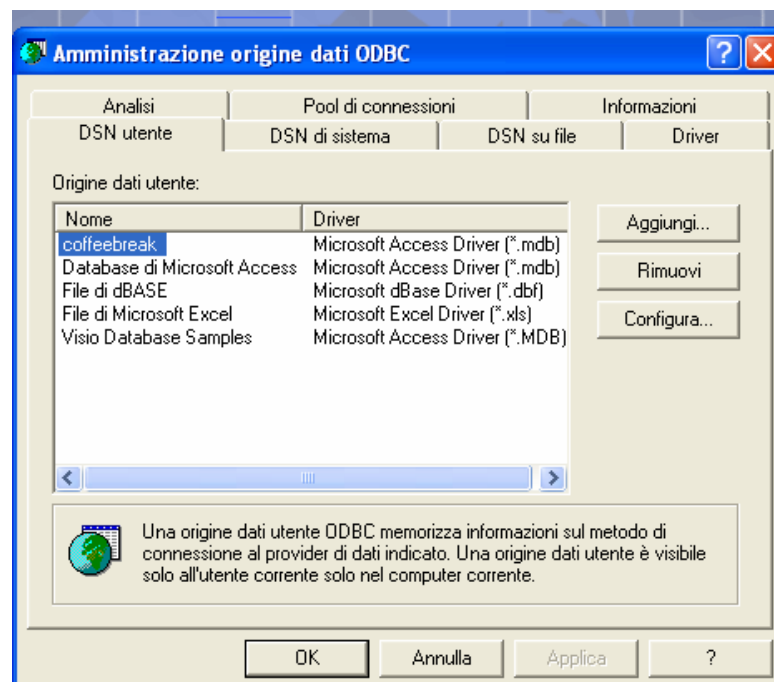 Amministrazione origine dati ODBC
Analisi Pool di connessioni Informazioni
DSN utente DSN di sistema DSN su file Driver
Origine dati utente:
Nome Driver
coffeebreak Microsoft Access Driver (*.mdb)
Database di Microsoft Access Microsoft Access Driver (*.mdb)
File di dBASE Microsoft dBase Driver (*.dbf)
File di Microsoft Excel Microsoft Excel Driver (*.xls)
Visio Database Samples Microsoft Access Driver (*.MDB)
Aggiungi...
Rimuovi
Configura...
Una origine dati utente ODBC memorizza informazioni sul metodo di
connessione al provider di dati indicato. Una origine dati utente è visibile
solo all'utente corrente solo nel computer corrente.
OK Annulla Applica ?